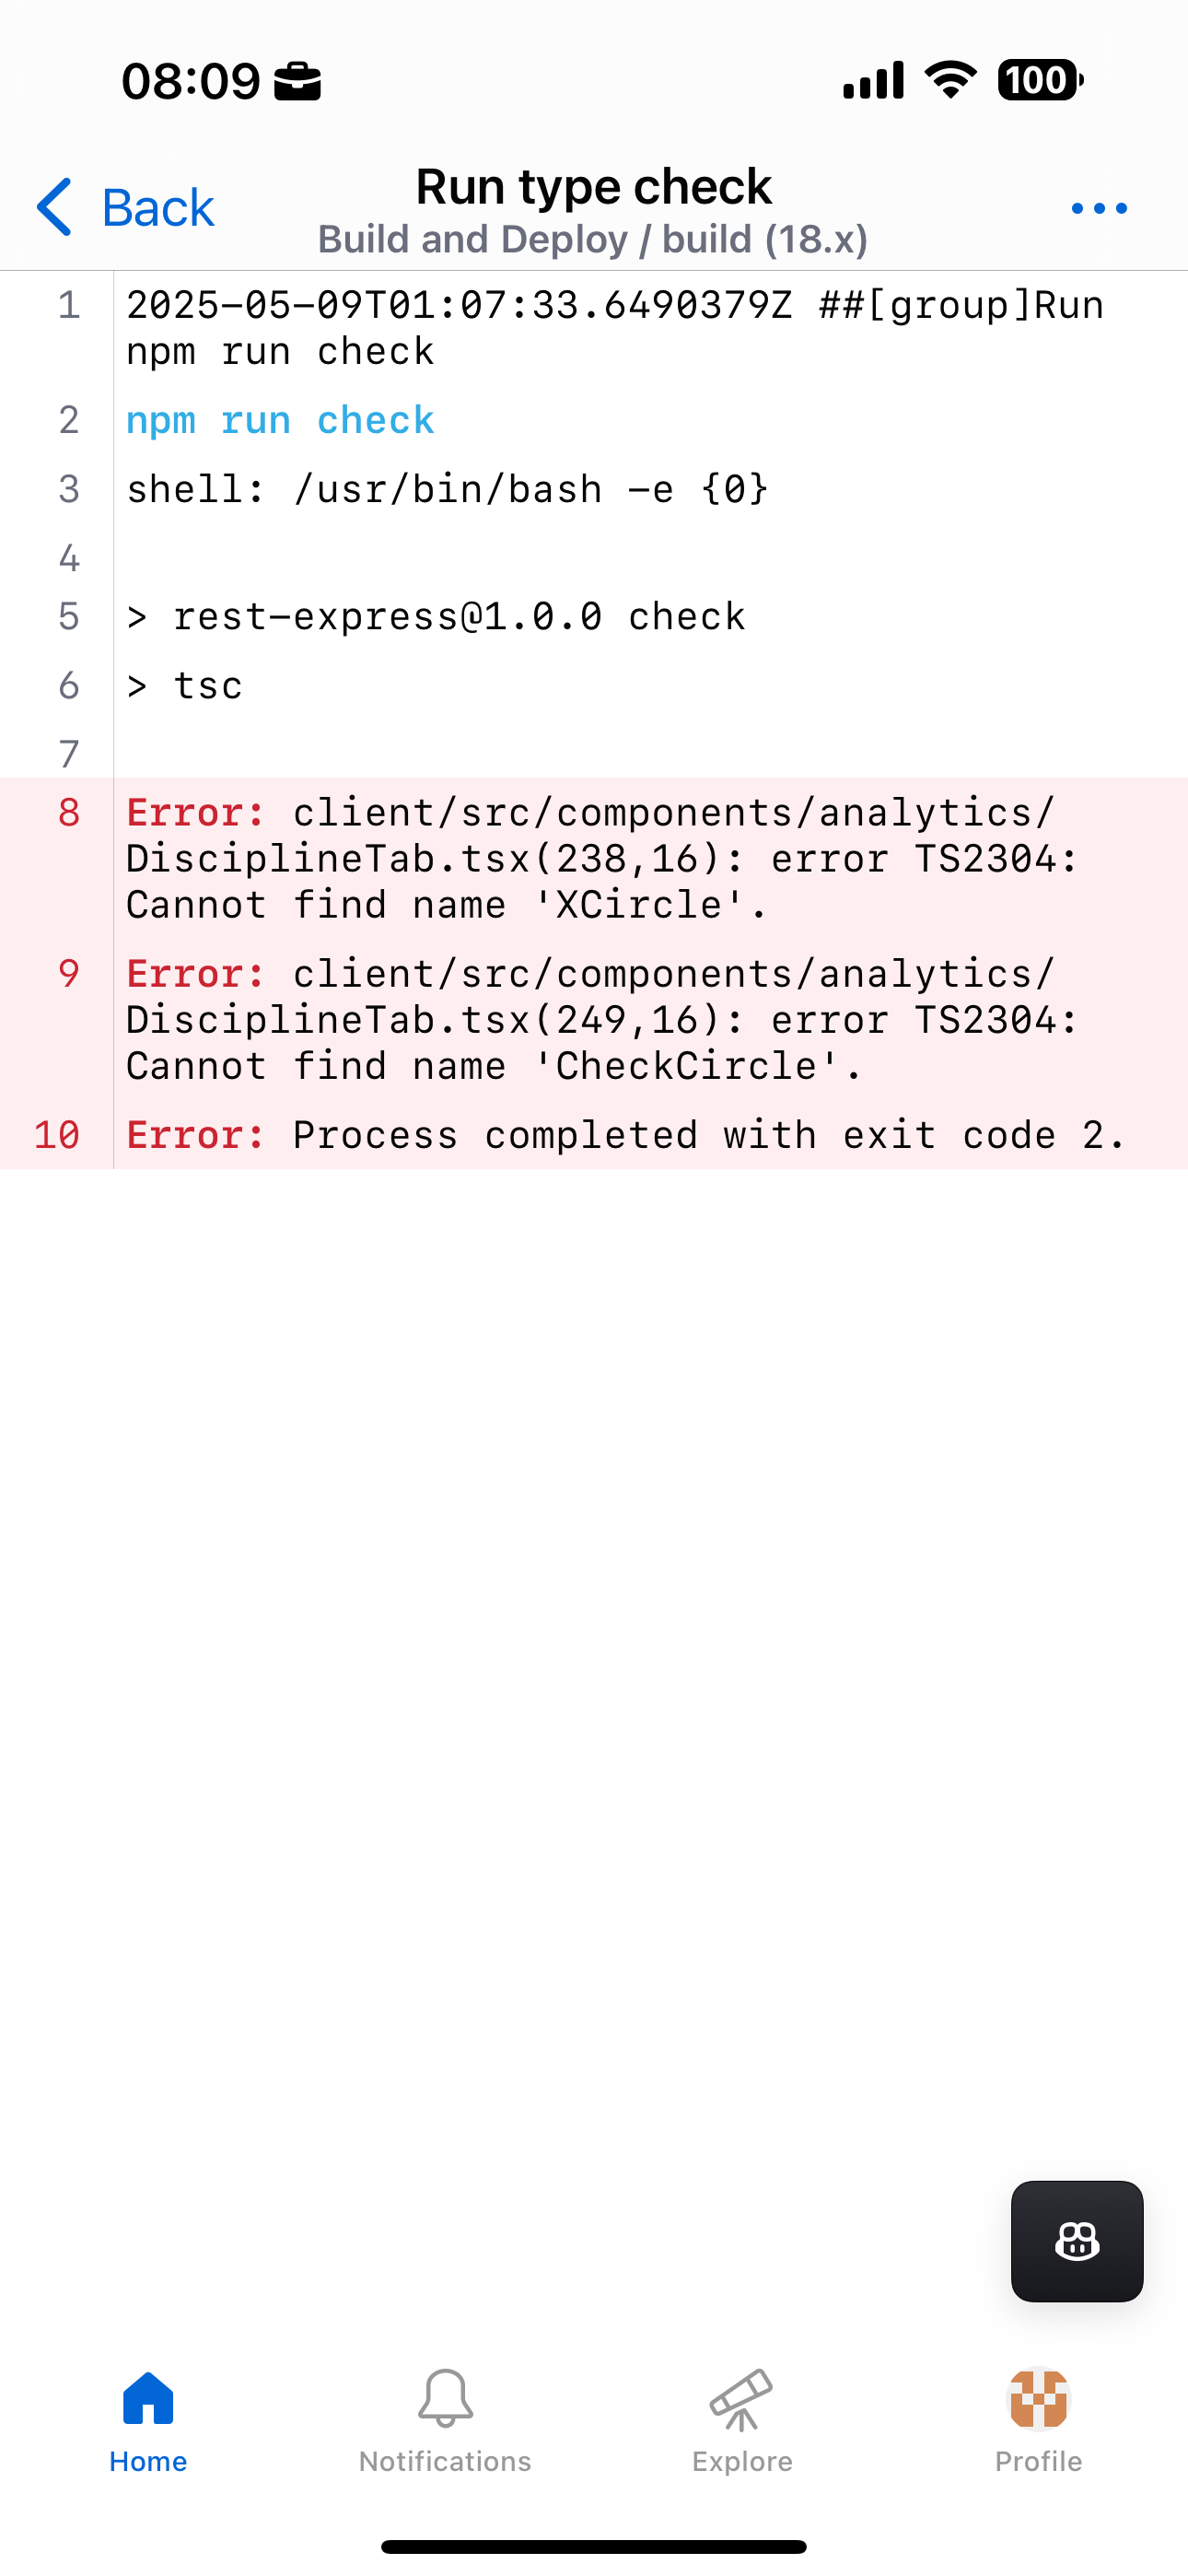 08:09
100
Back
Run type check
Build and Deploy / build (18.x)
1 2025-05-09T01:07:33.6490379Z ##[group]Run
npm run check
2 npm run check
3 shell: /usr/bin/bash -e {0}
4
5 > rest-express@1.0.0 check
6 > tsc
7
8 Error: client/src/components/analytics/
DisciplineTab.tsx(238,16): error TS2304:
Cannot find name 'XCircle'.
9 Error: client/src/components/analytics/
DisciplineTab.tsx(249,16): error TS2304:
Cannot find name 'CheckCircle'.
10 Error: Process completed with exit code 2.
Home
Notifications
Explore
Profile